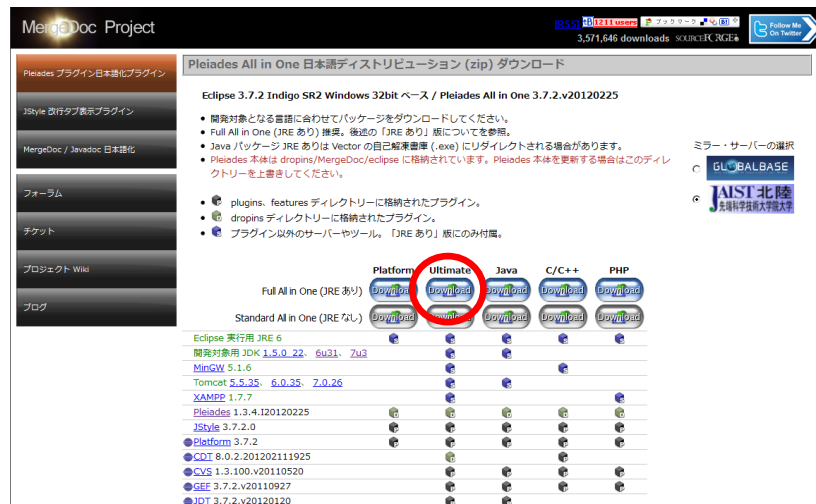 MergeDoc Project
RSS
1211 users
ブックマーク
3,571,646 downloads
SOURCEFORGE
Follow Me
On Twitter
Pleiades プラグイン日本語化プラグイン
JStyle 改行タブ表示プラグイン
MergeDoc / Javadoc 日本語化
フォーラム
チケット
プロジェクト Wiki
ブログ
Pleiades All in One 日本語ディストリビューション (zip) ダウンロード
Eclipse 3.7.2 Indigo SR2 Windows 32bit ベース / Pleiades All in One 3.7.2.v20120225
開発対象となる言語に合わせてパッケージをダウンロードしてください。
Full All in One (JRE あり) 推奨。後述の「JRE あり」版についてを参照。
Java パッケージ JRE ありは Vector の自己解凍書庫 (.exe) にリダイレクトされる場合があります。
Pleiades 本体は dropins/MergeDoc/eclipse に格納されています。Pleiades 本体を更新する場合はこのディレ
クトリーを上書きしてください。
plugins、features ディレクトリーに格納されたプラグイン。
dropins ディレクトリーに格納されたプラグイン。
プラグイン以外のサーバーやツール。「JRE あり」版にのみ付属。
ミラー・サーバーの選択
GLOBALBASE
JAIST 北陸
先端科学技術大学院大学
Platform Ultimate Java C/C++ PHP
Full All in One (JRE あり) Download Download Download Download Download
Standard All in One (JRE なし) Download Download Download Download Download
Eclipse 実行用 JRE 6
開発対象用 JDK 1.5.0_22、 6u31、 7u3
MinGW 5.1.6
Tomcat 5.5.35、 6.0.35、 7.0.26
XAMPP 1.7.7
Pleiades 1.3.4.I20120225
JStyle 3.7.2.0
Platform 3.7.2
CDT 8.0.2.201202111925
CVS 1.3.100.v20110520
GEF 3.7.2.v20110927
JDT 3.7.2.v20120120